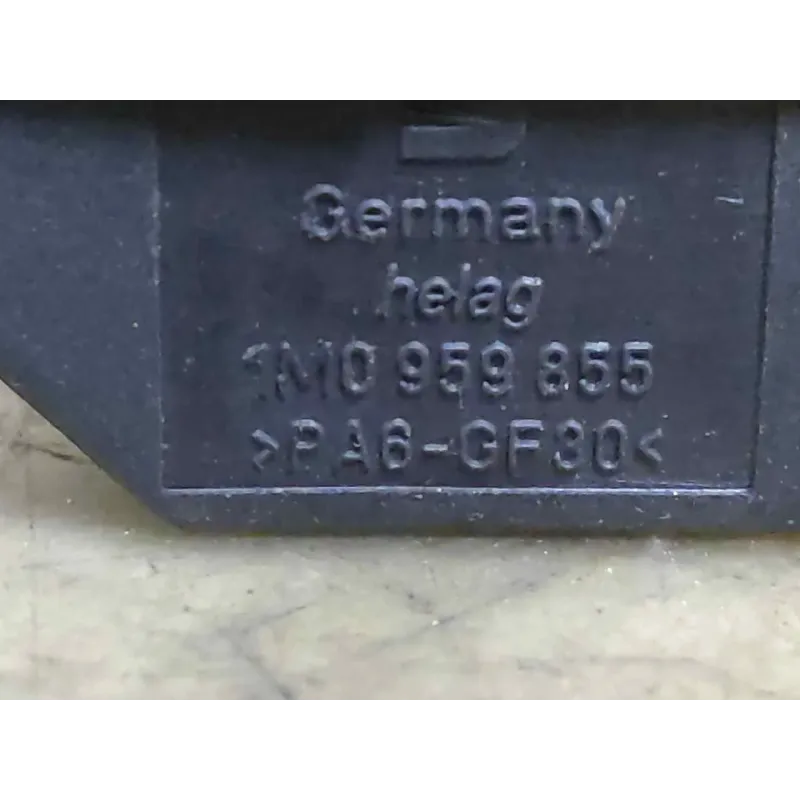 Germany
helag
1M0 959 855
>PA6-GF30<